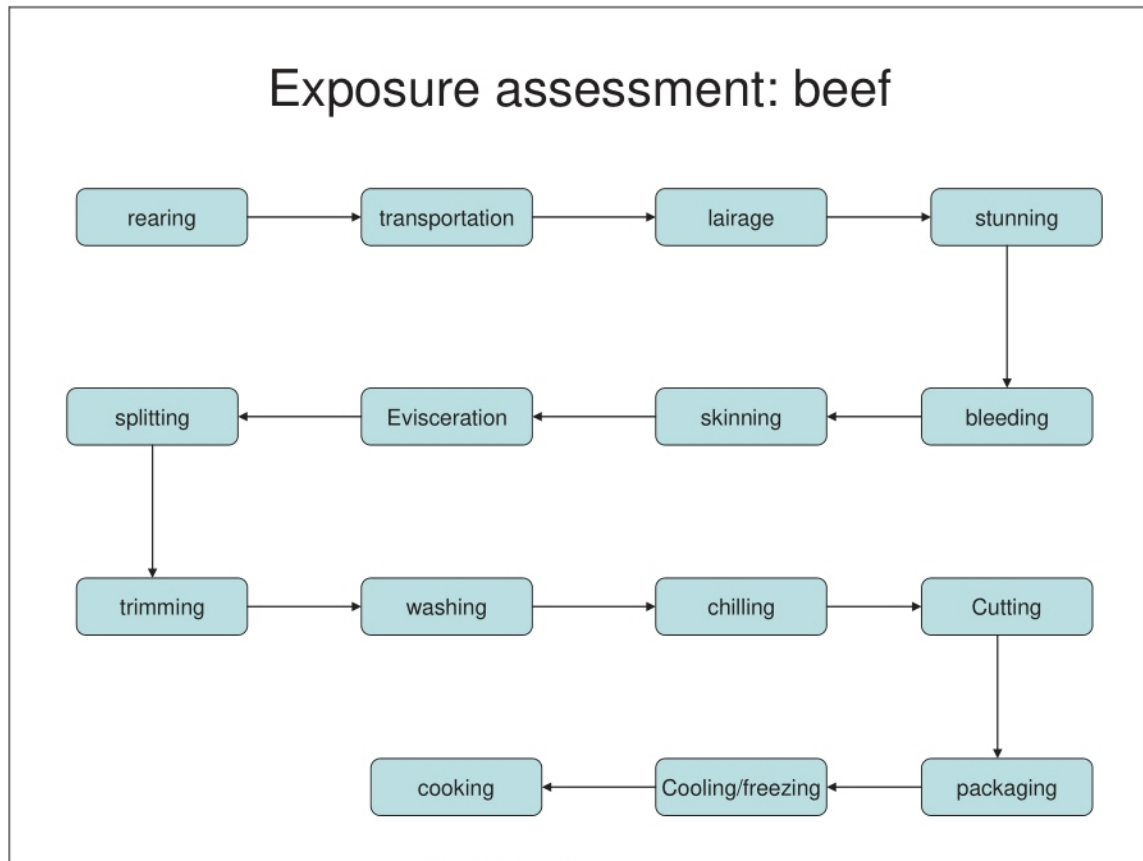 Exposure assessment: beef
rearing
transportation
lairage
stunning
bleeding
skinning
Evisceration
splitting
trimming
washing
chilling
Cutting
packaging
Cooling/freezing
cooking